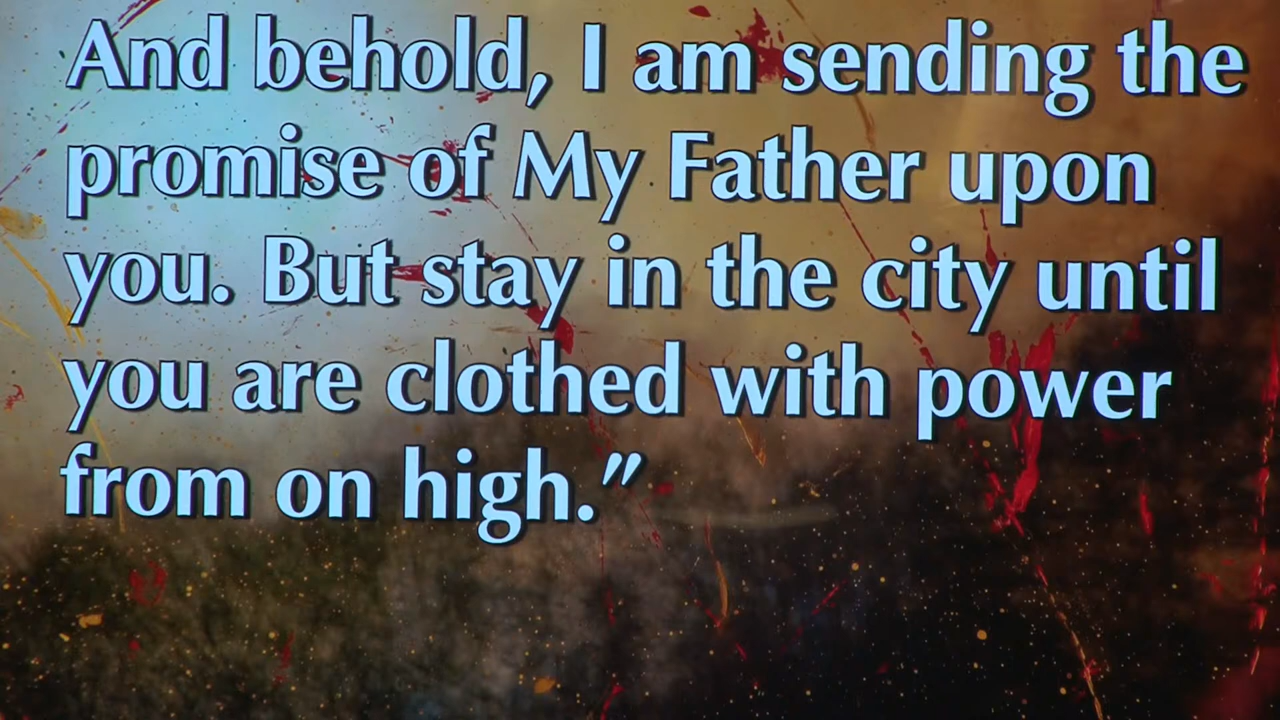 And behold, I am sending the
promise of My Father upon
you. But stay in the city until
you are clothed with power
from on high.”